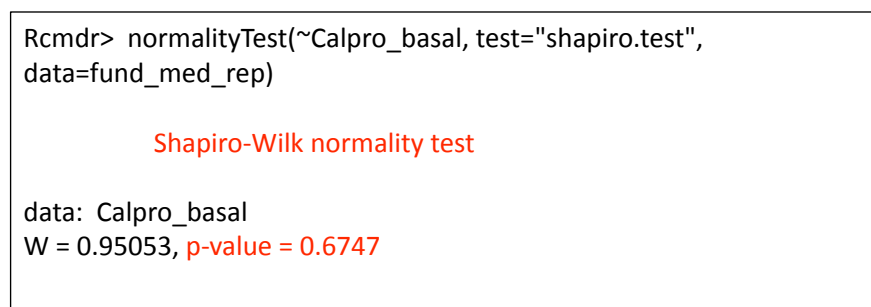 Rcmdr> normalityTest(~Calpro_basal, test="shapiro.test",
data=fund_med_rep)
Shapiro-Wilk normality test
data: Calpro_basal
W = 0.95053, p-value = 0.6747